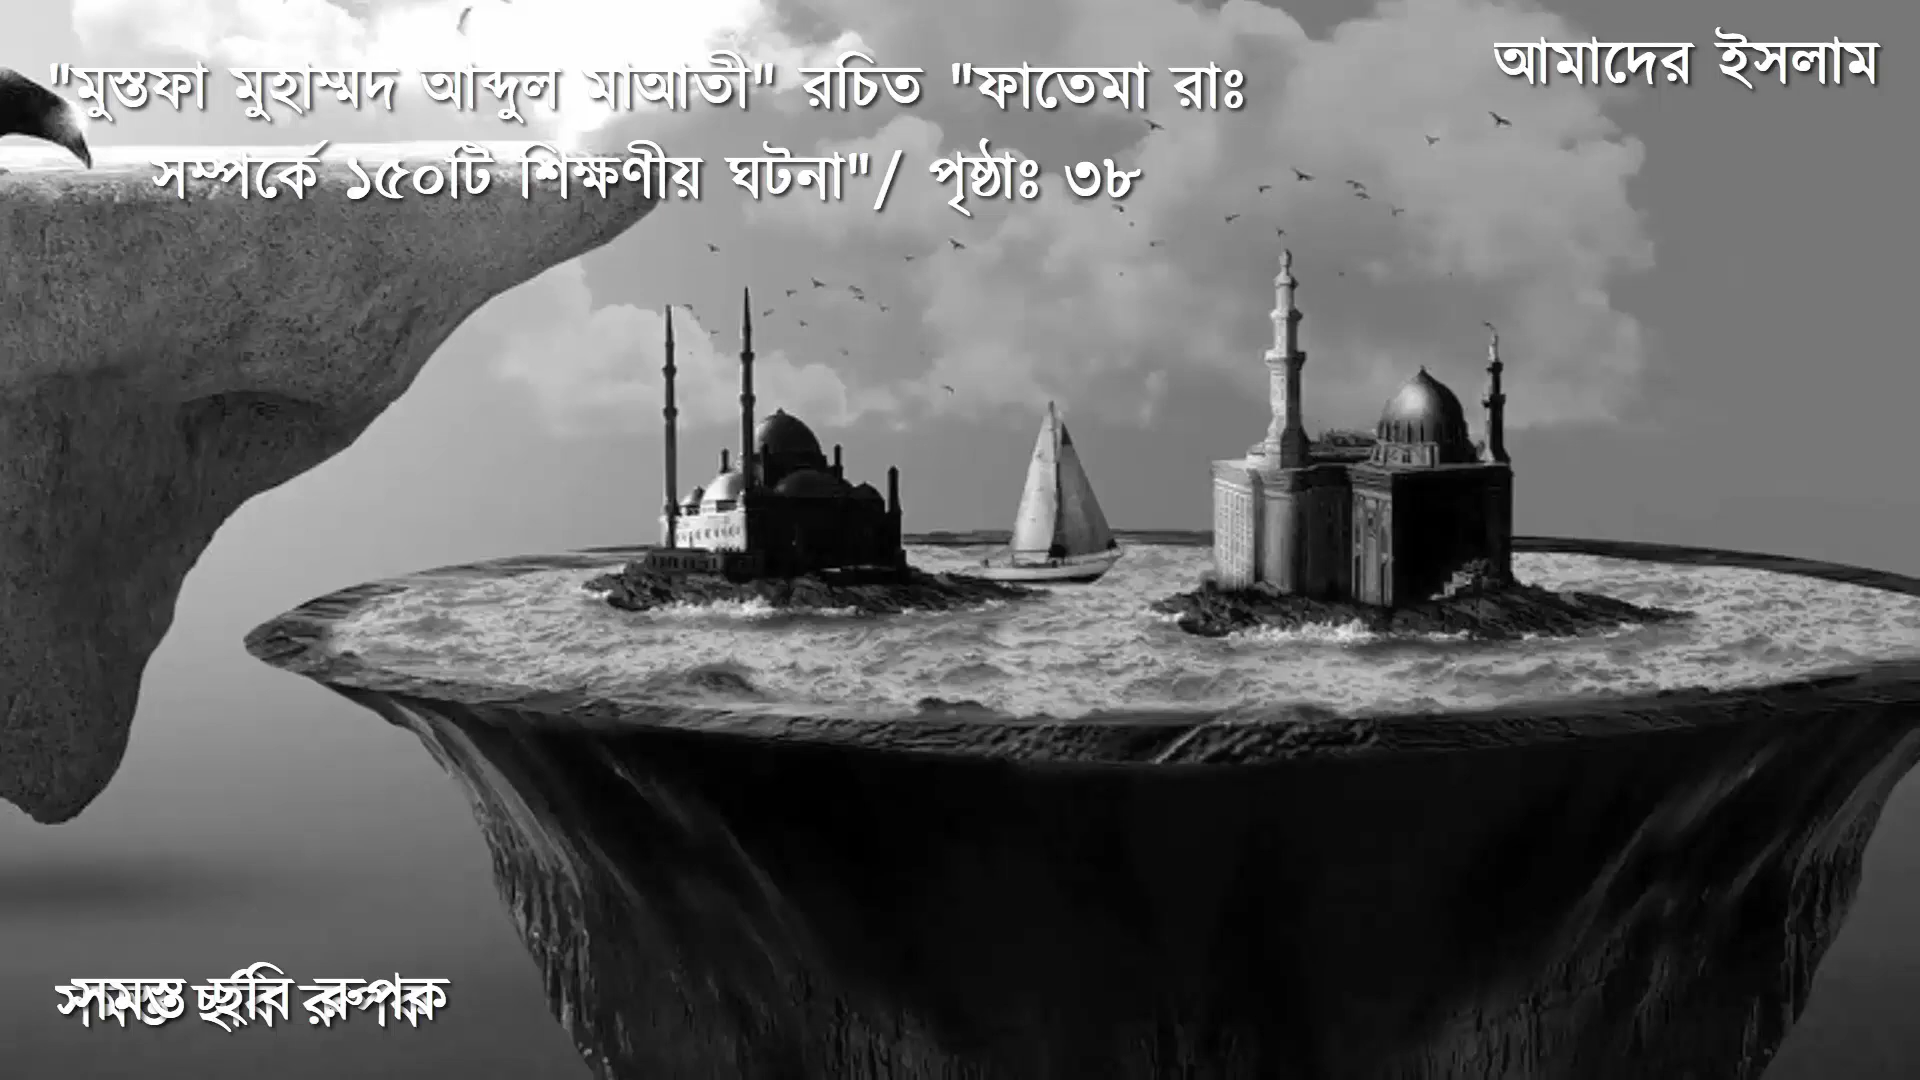 "মুস্তফা মুহাম্মদ আব্দুল মাআতী" রচিত "ফাতেমা রাঃ
সম্পর্কে ১৫০টি শিক্ষণীয় ঘটনা"/ পৃষ্ঠাঃ ৩৮
আমাদের ইসলাম
সমস্ত ছবি রুপক